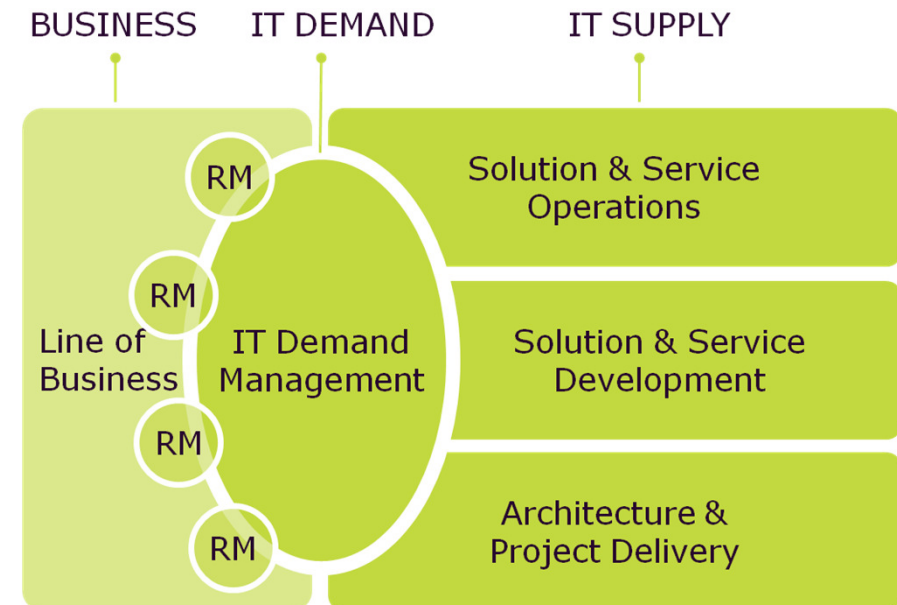 BUSINESS IT DEMAND IT SUPPLY
RM
Solution & Service
Operations
RM
Line of
Business
IT Demand
Management
Solution & Service
Development
RM
RM
Architecture &
Project Delivery